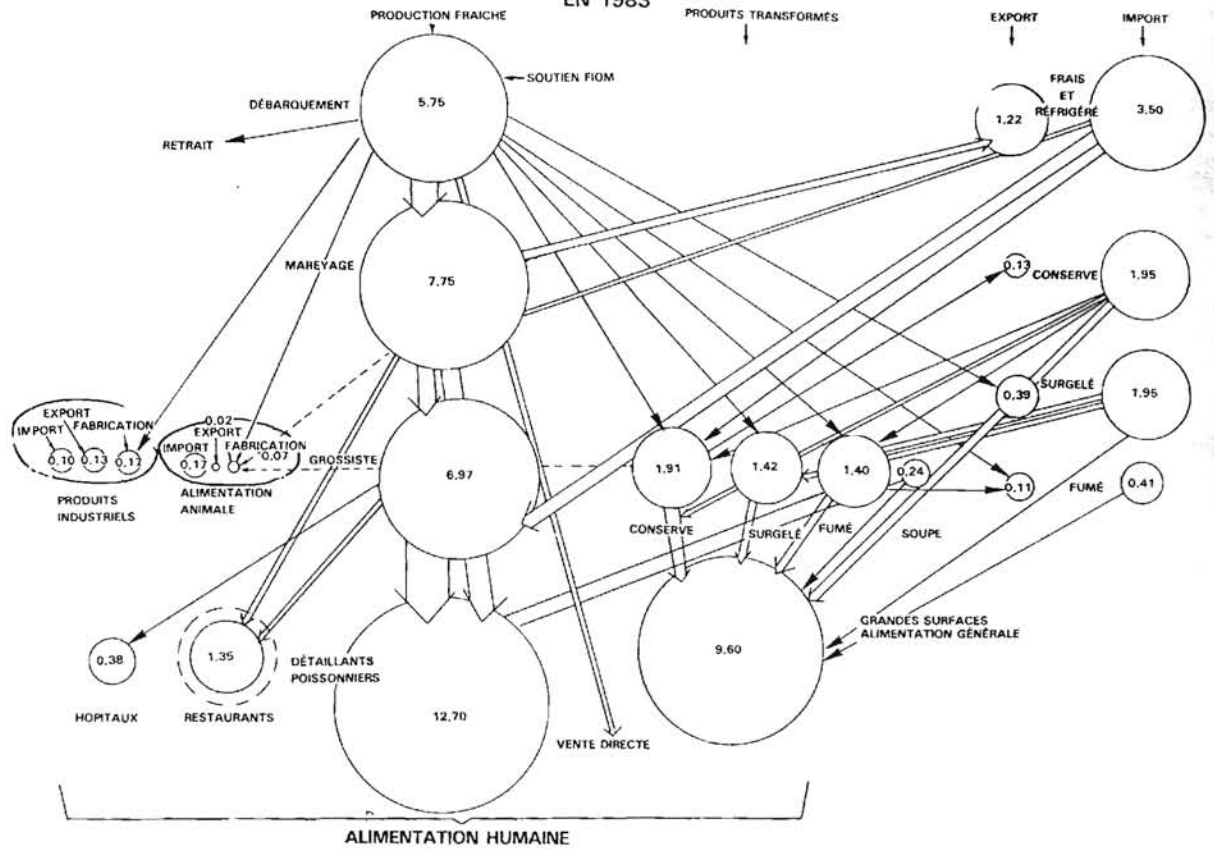 EN 1983
PRODUCTION FRAICHE
PRODUITS TRANSFORMÉS
EXPORT
IMPORT
SOUTIEN FIOM
DÉBARQUEMENT
5,75
RETRAIT
1,22
FRAIS
ET
RÉFRIGÉRÉ
3,50
MAREYAGE
7,75
0,13
CONSERVE
1,95
0,39
SURGELÉ
1,95
EXPORT
IMPORT
FABRICATION
0,10
0,13
0,17
PRODUITS
INDUSTRIELS
0,02
EXPORT
IMPORT
FABRICATION
0,07
0,17
ALIMENTATION
ANIMALE
GROSSISTE
6,97
1,91
1,42
1,40
0,24
0,11
FUMÉ
0,41
CONSERVE
SURGELÉ
FUMÉ
SOUPE
GRANDES SURFACES
ALIMENTATION GÉNÉRALE
0,38
1,35
DÉTAILLANTS
POISSONNIERS
9,60
12,70
HOPITAUX
RESTAURANTS
VENTE DIRECTE
ALIMENTATION HUMAINE